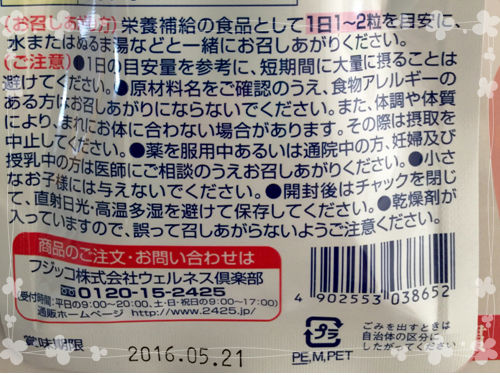 (お召しあがり方)栄養補給の食品として 1日1~2粒を目安に、
水またはぬるま湯などと一緒にお召しあがりください。
(ご注意)●1日の目安量を参考に、短期間に大量に摂ることは
避けてください。●原材料名をご確認のうえ、食物アレルギーの
ある方はお召しあがりにならないでください。また、体調や体質
により、まれにお体に合わない場合があります。その際は摂取を
中止してください。●薬を服用中あるいは通院中の方、妊婦及び
授乳中の方は医師にご相談のうえお召しあがりください。●小さ
なお子様には与えないでください。●開封後はチャックを閉じ
て、直射日光・高温多湿を避けて保存してください。●乾燥剤が
入っていますので、誤って召しあがらないようご注意ください。
商品のご注文・お問い合わせは
フジッコ株式会社ウェルネス倶楽部
0120-15-2425
(受付時間)平日の9:00~20:00、土・日・祝日の9:00~17:00)
通販ホームページ http://www.2425.jp
4 902553 038652
プラ
PE,M,PET
ごみを出すときは
自治体の区分に
したがってください。
賞味期限 2016.05.21